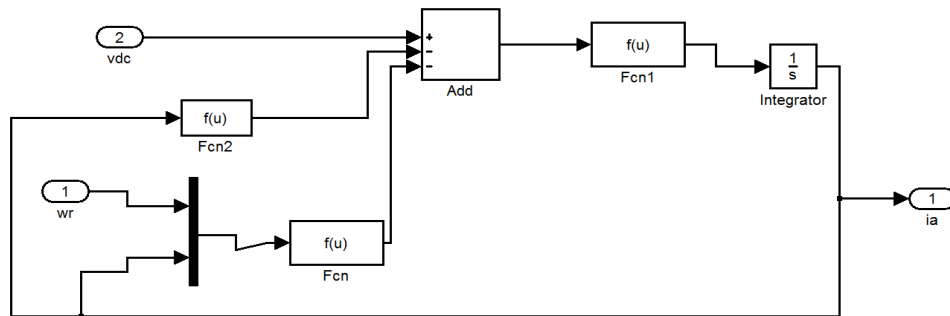 2
vdc
+
−
−
Add
f(u)
Fcn1
1
s
Integrator
f(u)
Fcn2
1
wr
f(u)
Fcn
1
ia